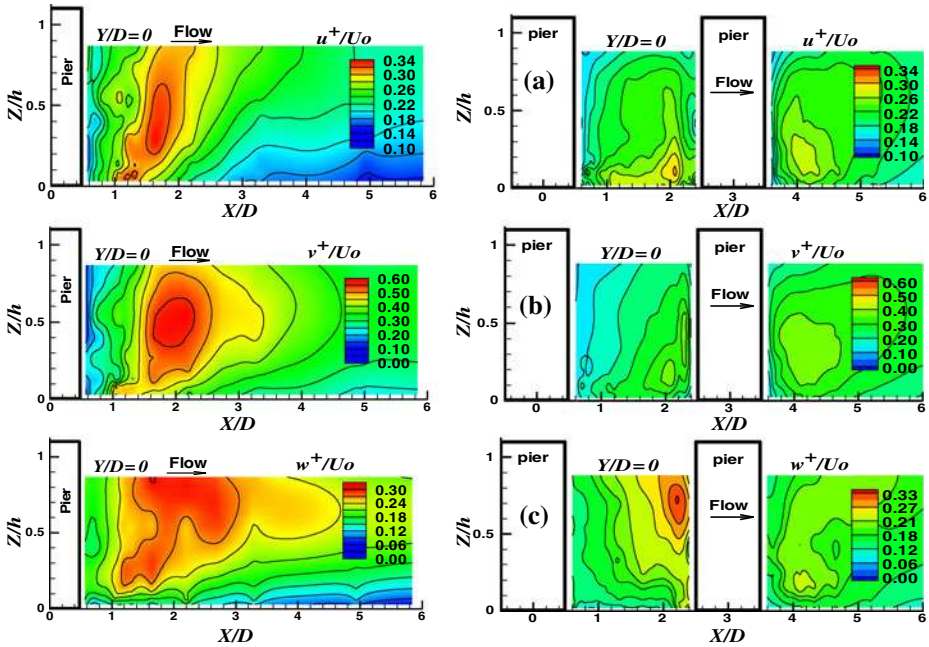 Y/D=0 Flow u⁺/Uo
0.34
0.30
0.26
0.22
0.18
0.14
0.10
Pier
Z/h
1
0.5
0
0 1 2 3 4 5 6
X/D
pier Y/D=0 pier u⁺/Uo
(a) Flow
0.34
0.30
0.26
0.22
0.18
0.14
0.10
1
0.5
0
0 1 2 3 4 5 6
X/D
Y/D=0 Flow v⁺/Uo
0.60
0.50
0.40
0.30
0.20
0.10
0.00
Pier
Z/h
1
0.5
0
0 1 2 3 4 5 6
X/D
pier Y/D=0 pier v⁺/Uo
(b) Flow
0.60
0.50
0.40
0.30
0.20
0.10
0.00
1
0.5
0
0 1 2 3 4 5 6
X/D
Y/D=0 Flow w⁺/Uo
0.30
0.24
0.18
0.12
0.06
0.00
Pier
Z/h
1
0.5
0
0 1 2 3 4 5 6
X/D
pier Y/D=0 pier w⁺/Uo
(c) Flow
0.33
0.27
0.21
0.18
0.12
0.06
0.00
1
0.5
0
0 1 2 3 4 5 6
X/D